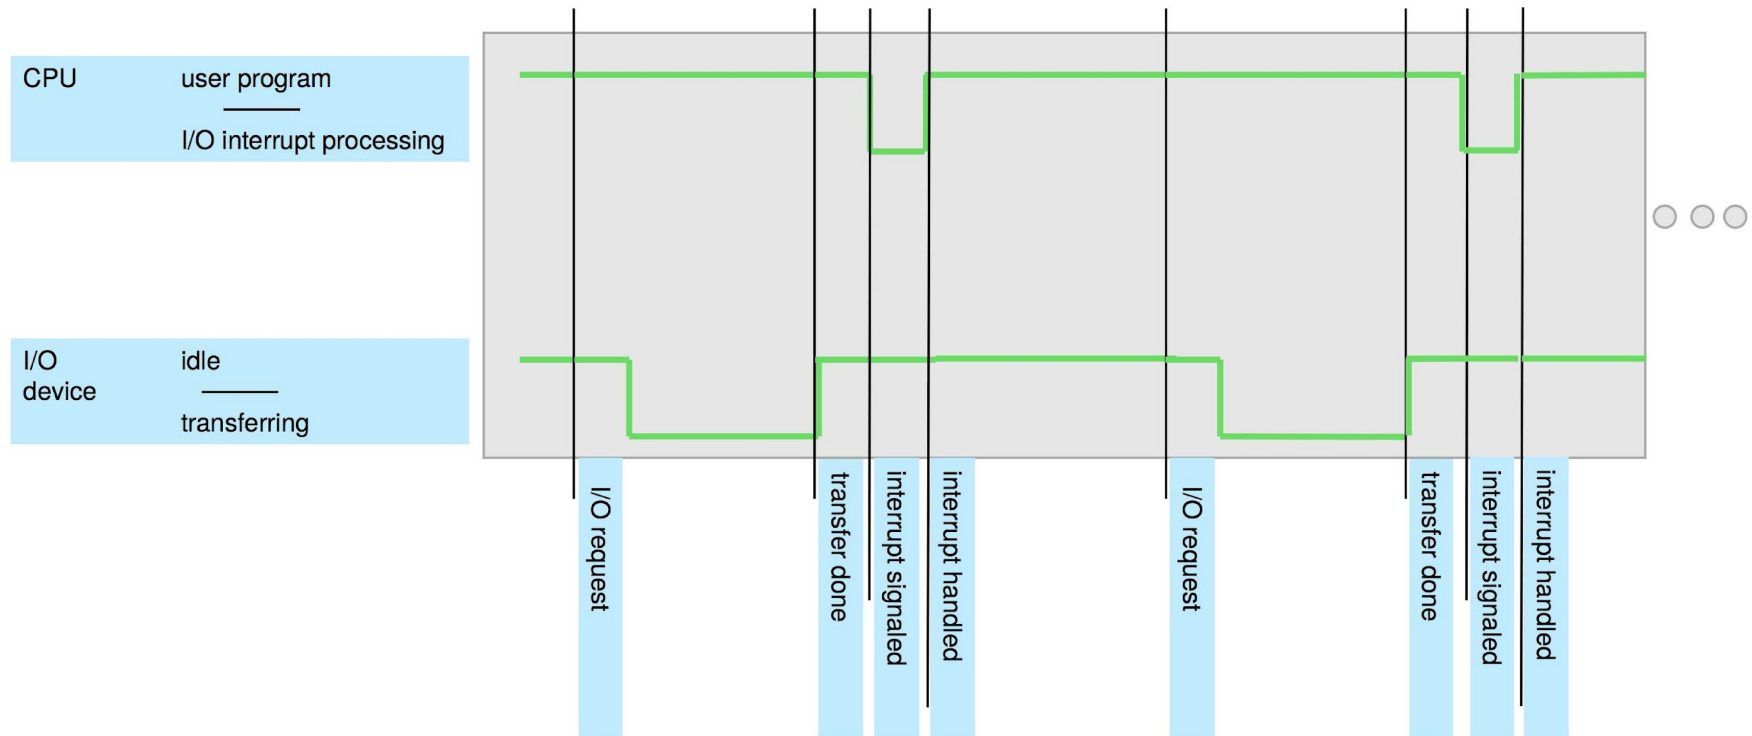 CPU
user program
I/O interrupt processing
I/O
device
idle
transferring
I/O request
transfer done
interrupt signaled
interrupt handled
I/O request
transfer done
interrupt signaled
interrupt handled